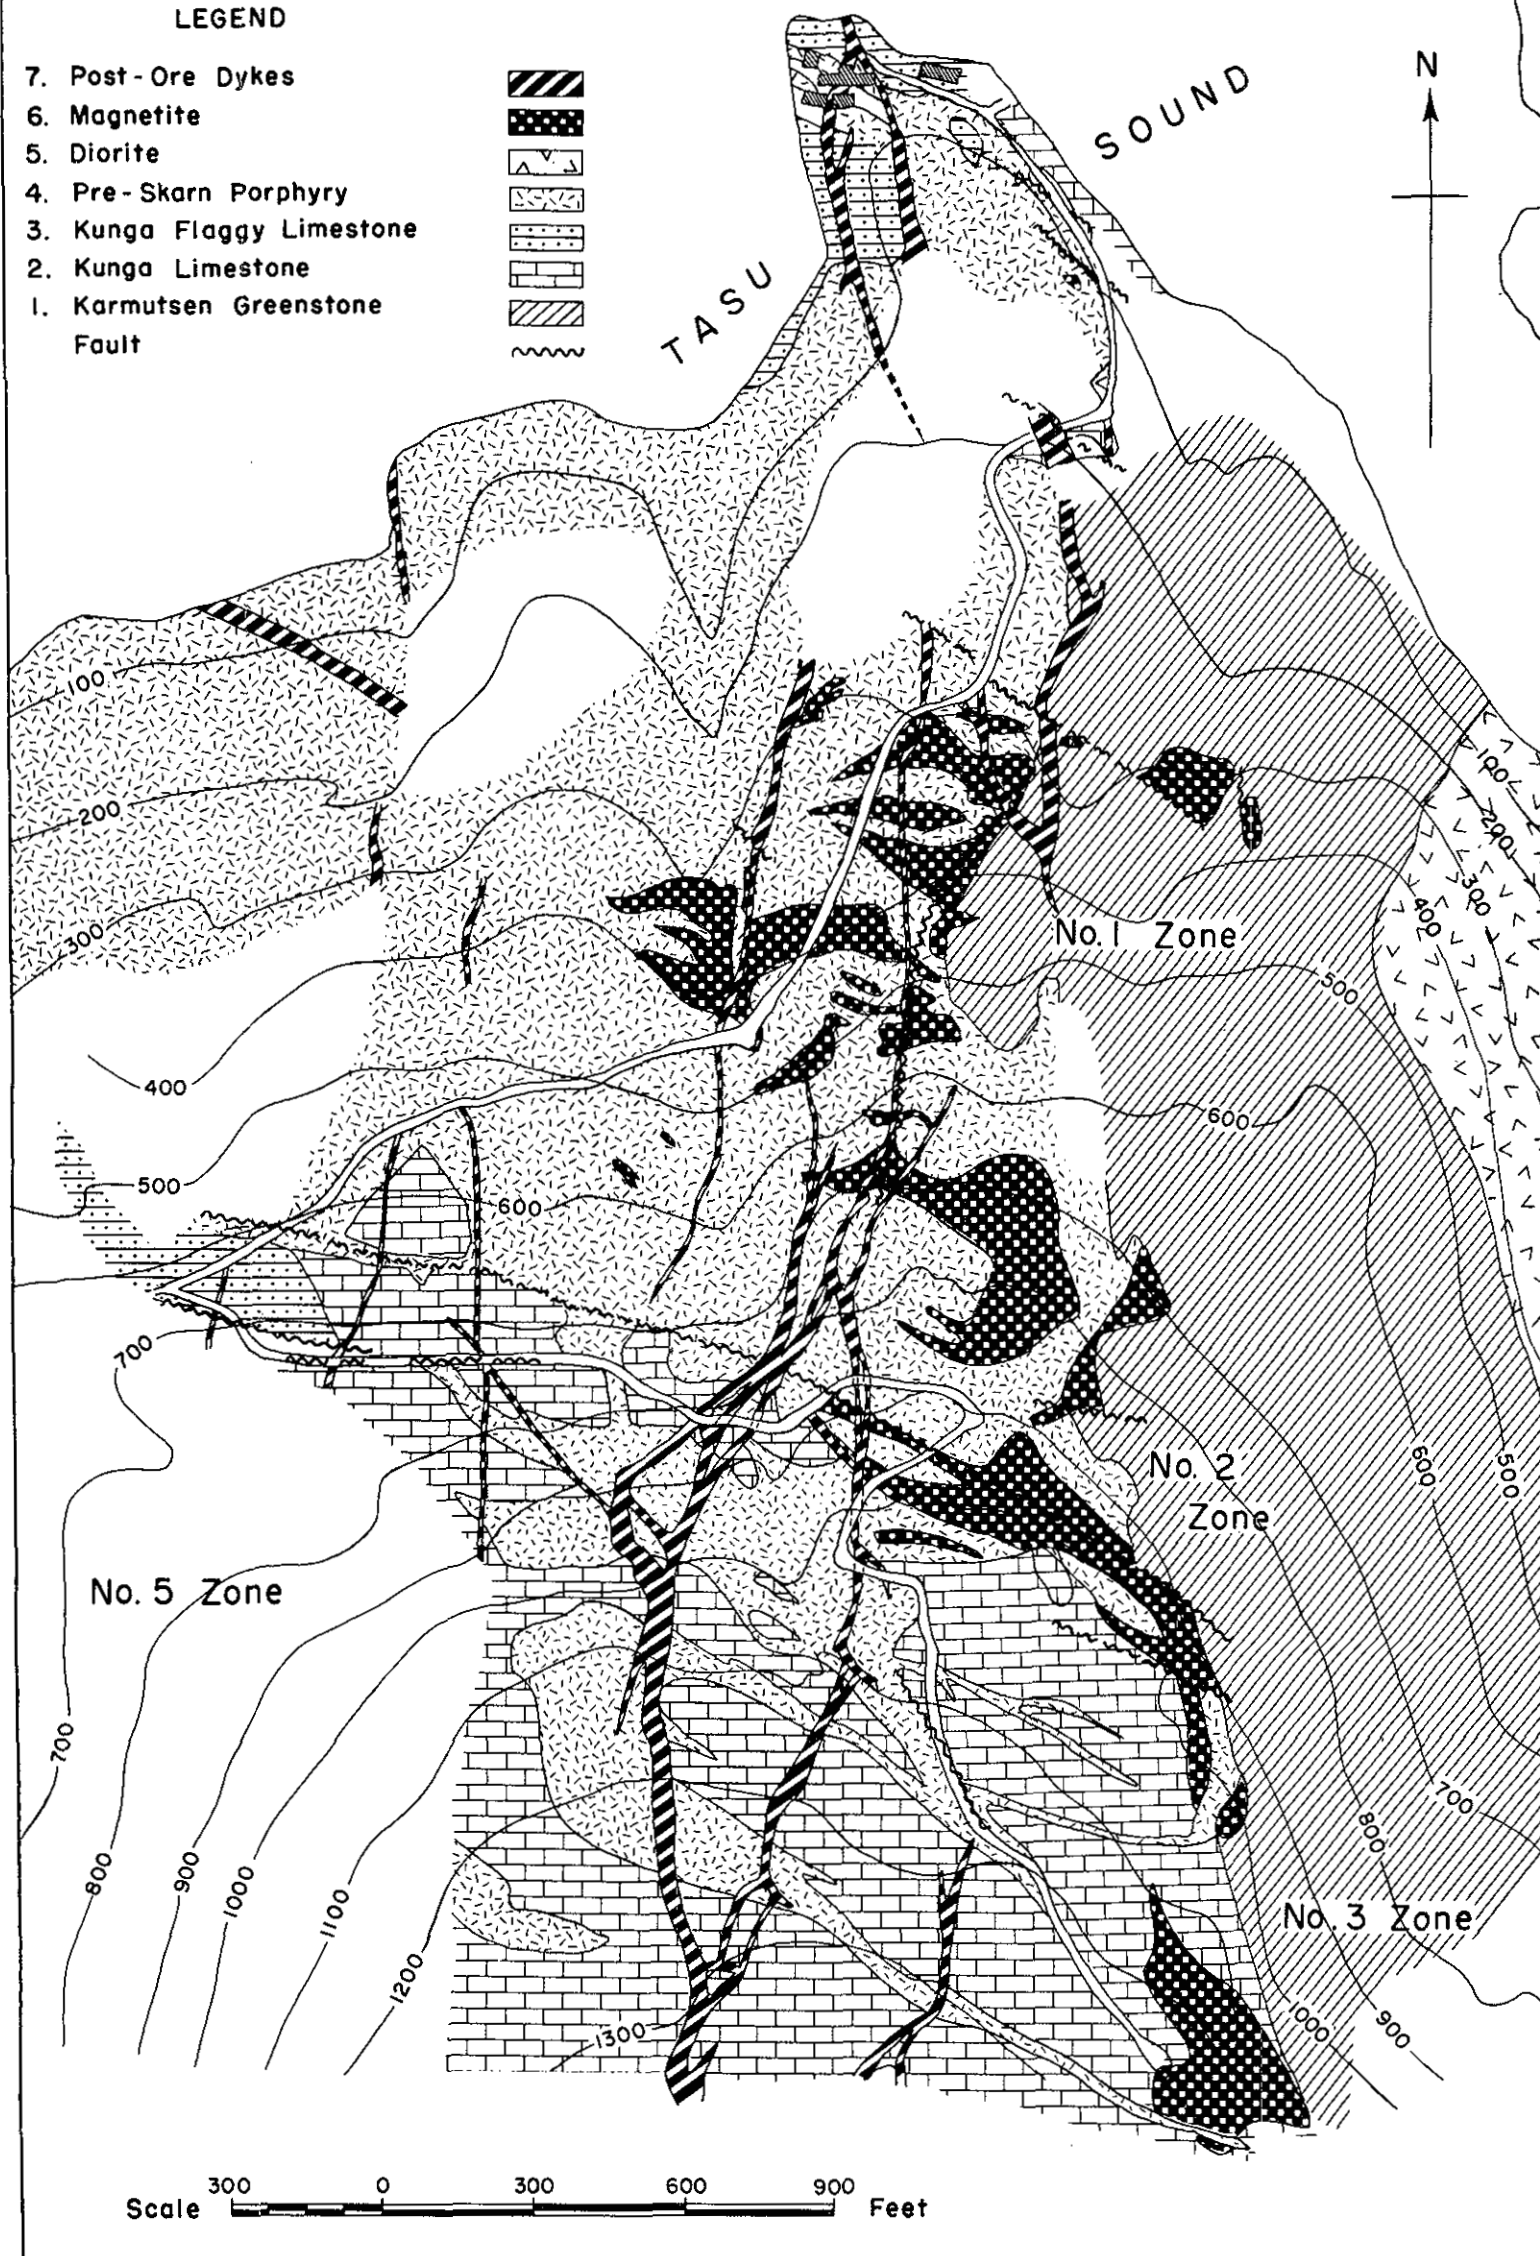 LEGEND
7. Post-Ore Dykes
6. Magnetite
5. Diorite
4. Pre-Skarn Porphyry
3. Kunga Flaggy Limestone
2. Kunga Limestone
1. Karmutsen Greenstone
Fault
N
TASU SOUND
100
200
300
400
500
600
700
100
200
300
400
500
600
No. 1 Zone
No. 2
Zone
600
500
No. 5 Zone
700
800
900
1000
1100
1200
1300
700
800
No. 3 Zone
1000
900
300 0 300 600 900
Scale Feet